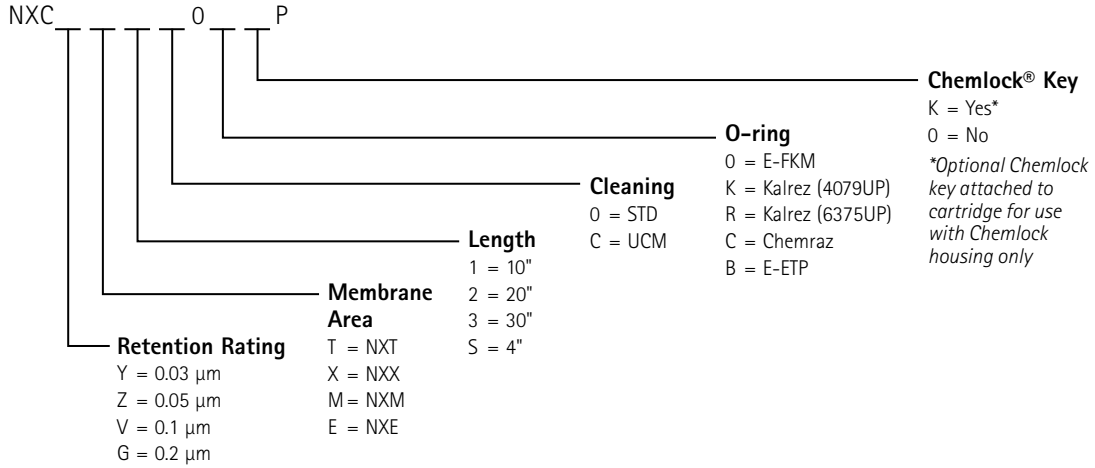 NXC 0 P
Chemlock® Key
K = Yes*
0 = No
*Optional Chemlock
key attached to
cartridge for use
with Chemlock
housing only
O-ring
0 = E-FKM
K = Kalrez (4079UP)
R = Kalrez (6375UP)
C = Chemraz
B = E-ETP
Cleaning
0 = STD
C = UCM
Length
1 = 10"
2 = 20"
3 = 30"
S = 4"
Membrane
Area
T = NXT
X = NXX
M = NXM
E = NXE
Retention Rating
Y = 0.03 µm
Z = 0.05 µm
V = 0.1 µm
G = 0.2 µm